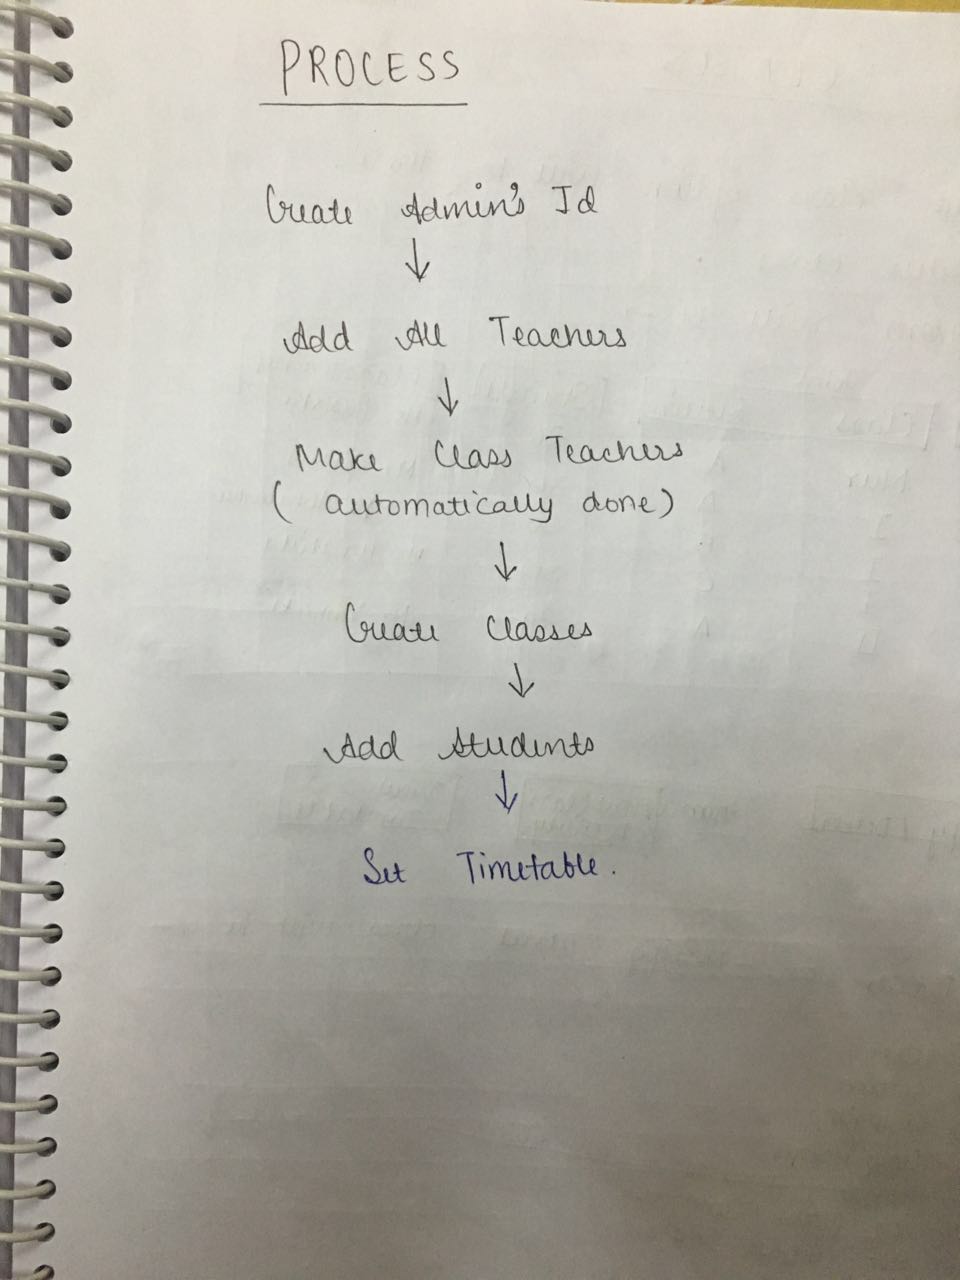 PROCESS
Create Admin's Id
↓
Add All Teachers
↓
Make Class Teachers
( automatically done)
↓
Create Classes
↓
Add Students
↓
Set Timetable.